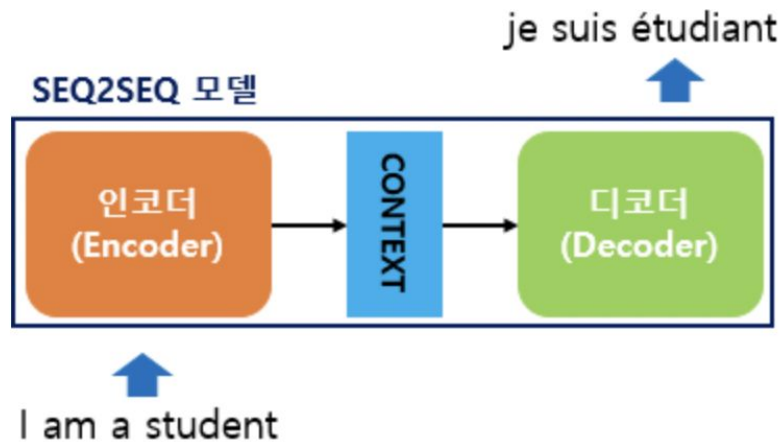 je suis étudiant
SEQ2SEQ 모델
인코더
(Encoder)
CONTEXT
디코더
(Decoder)
I am a student